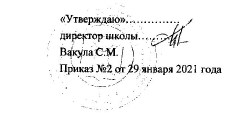 «Утверждаю»………………
директор школы…………
Вакула С.М.
Приказ №2 от 29 января 2021 года